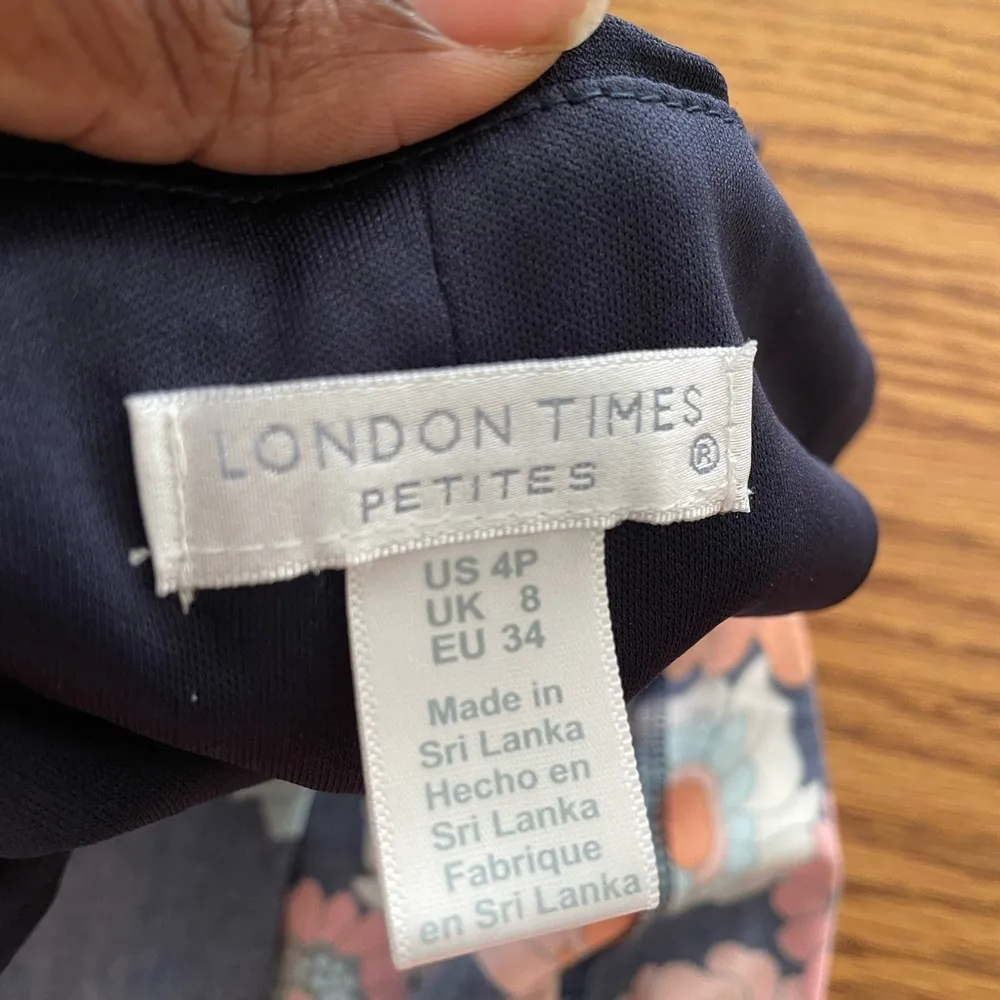 LONDON TIMES
®
PETITES
US 4P
UK 8
EU 34
Made in
Sri Lanka
Hecho en
Sri Lanka
Fabrique
en Sri Lanka